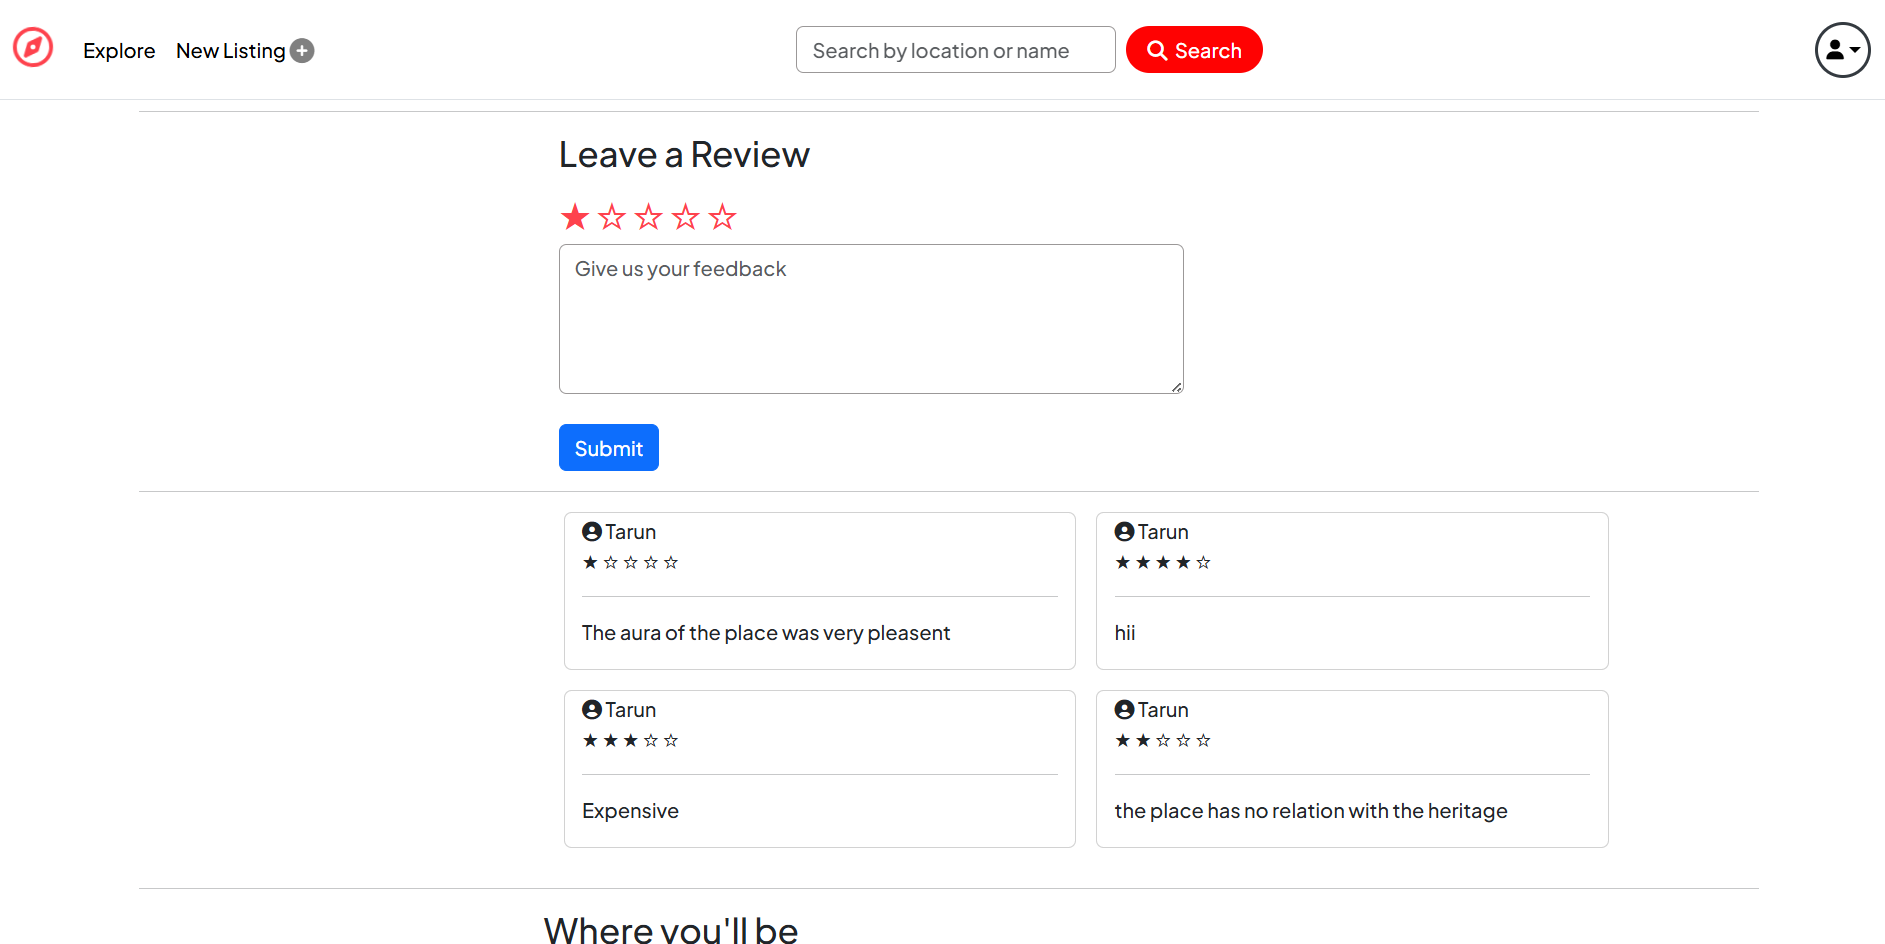 Explore New Listing
Search by location or name
Search
Leave a Review
Give us your feedback
Submit
Tarun
The aura of the place was very pleasent
Tarun
hii
Tarun
Expensive
Tarun
the place has no relation with the heritage
Where you'll be